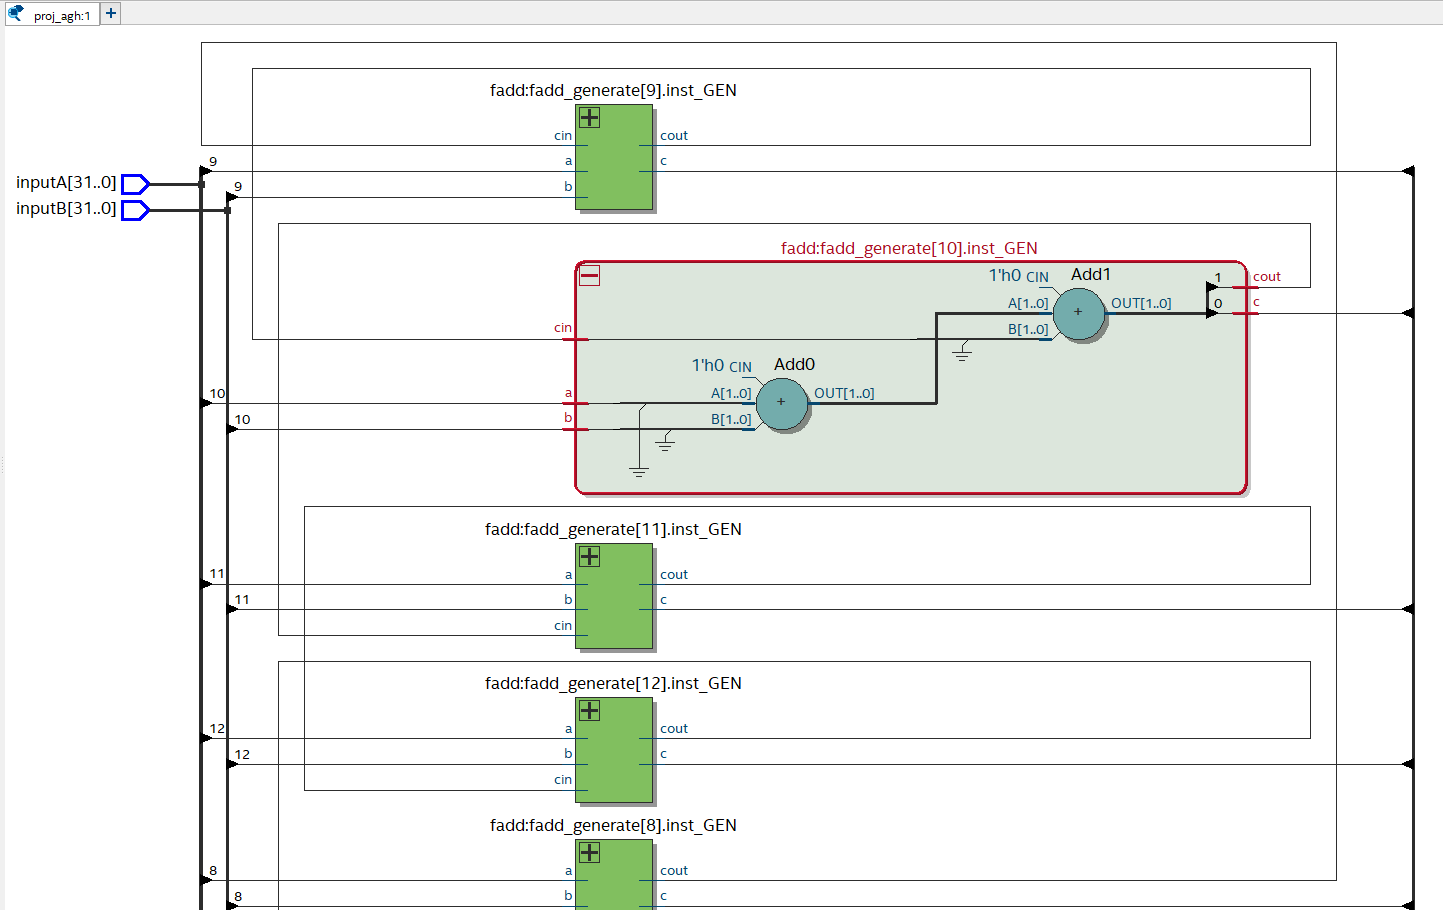 proj_agh:1
+
fadd:fadd_generate[9].inst_GEN
cin
cout
9
a
c
inputA[31..0]
9
b
inputB[31..0]
fadd:fadd_generate[10].inst_GEN
1'h0 CIN
Add1
1
cout
A[1..0]
+
OUT[1..0]
0
c
cin
B[1..0]
1'h0 CIN
Add0
10
a
A[1..0]
+
OUT[1..0]
10
b
B[1..0]
fadd:fadd_generate[11].inst_GEN
11
a
cout
11
b
c
cin
fadd:fadd_generate[12].inst_GEN
12
a
cout
12
b
c
cin
fadd:fadd_generate[8].inst_GEN
8
a
cout
8
b
c